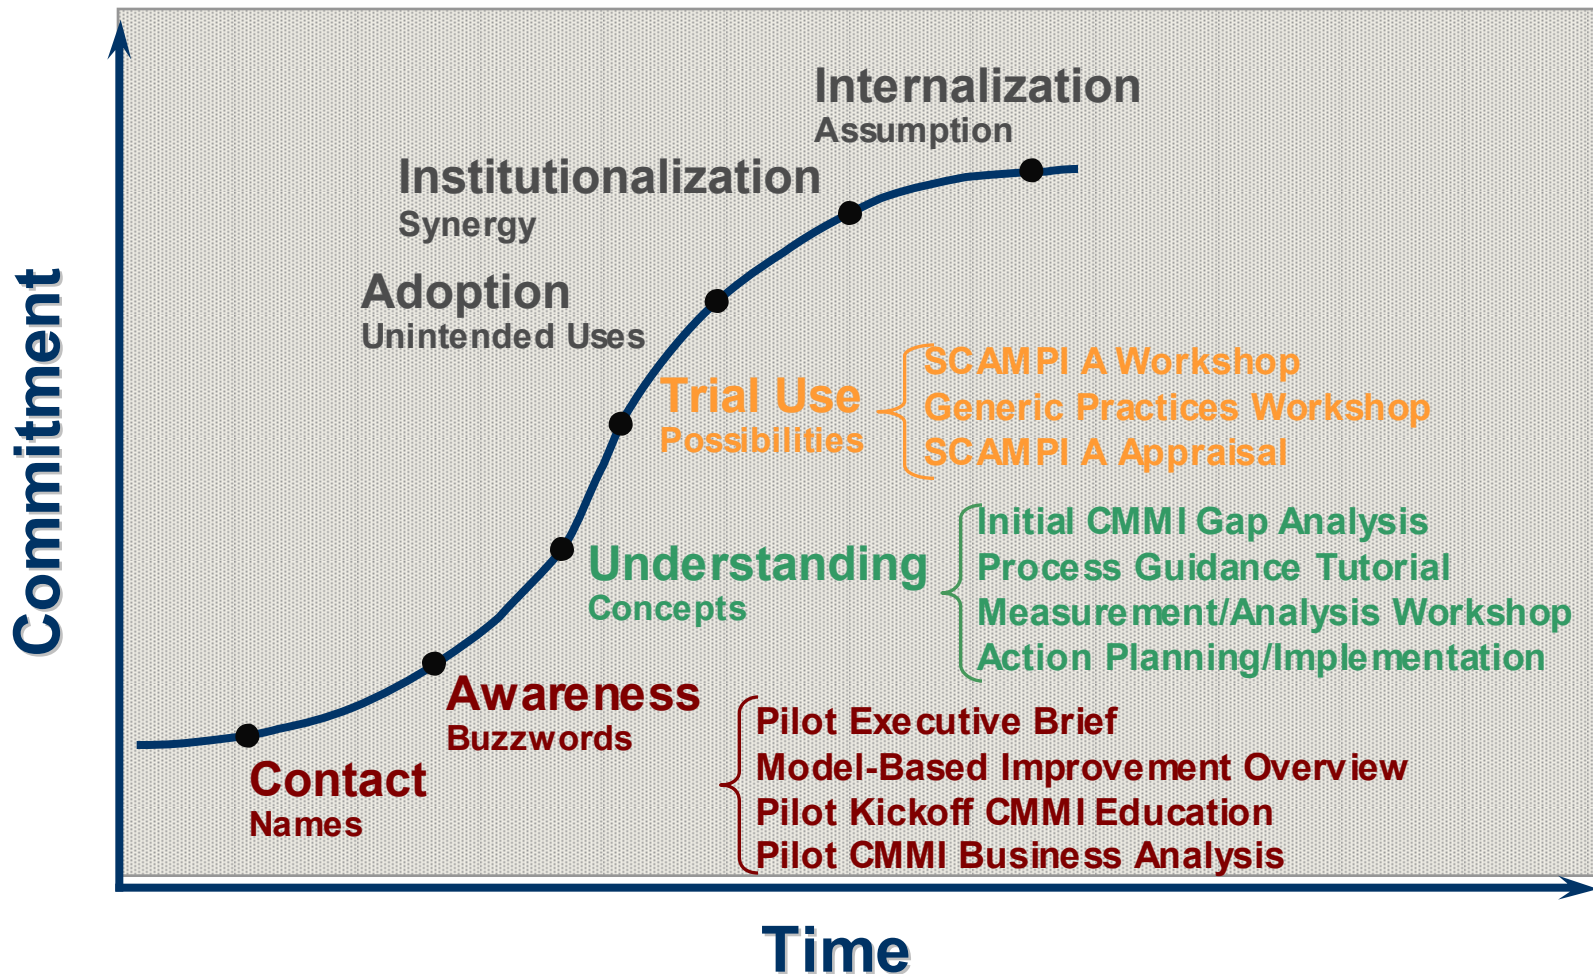 Internalization
Assumption
Institutionalization
Synergy
Adoption
Unintended Uses
Trial Use
Possibilities
SCAMPI A Workshop
Generic Practices Workshop
SCAMPI A Appraisal
Understanding
Concepts
Initial CMMI Gap Analysis
Process Guidance Tutorial
Measurement/Analysis Workshop
Action Planning/Implementation
Awareness
Buzzwords
Contact
Names
Pilot Executive Brief
Model-Based Improvement Overview
Pilot Kickoff CMMI Education
Pilot CMMI Business Analysis
Commitment
Time